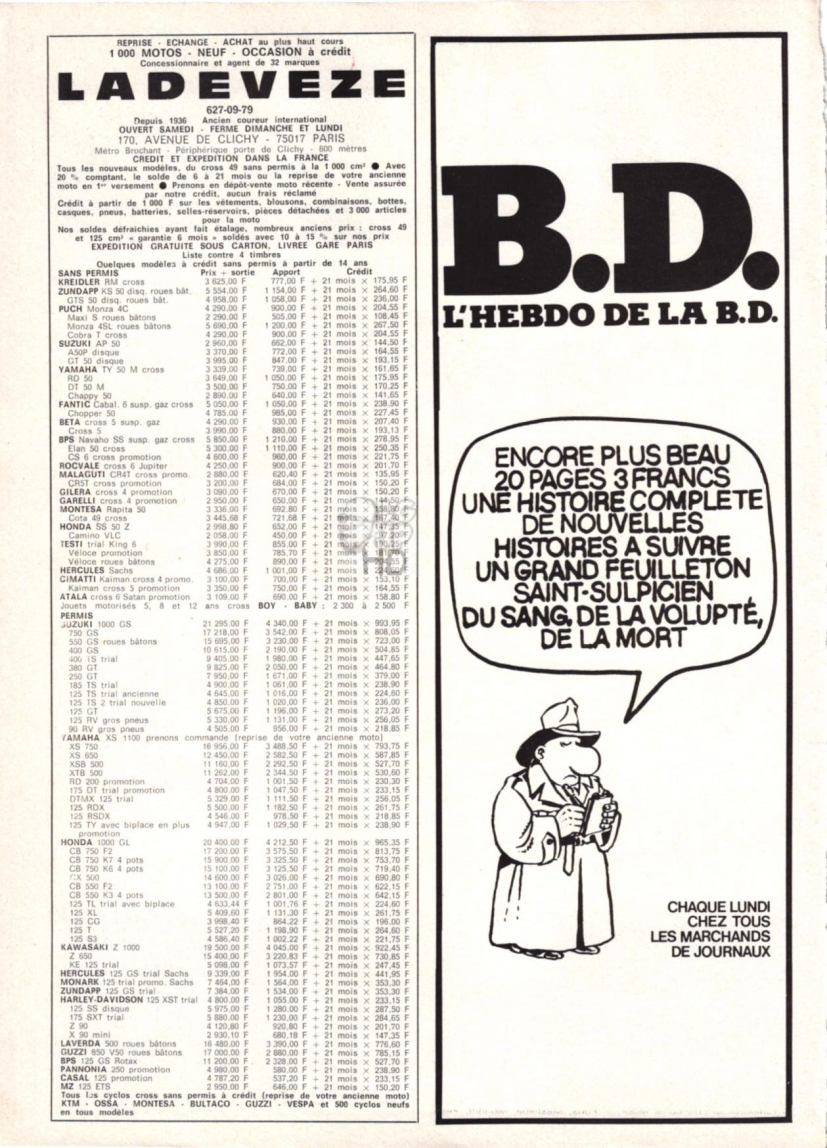 REPRISE - ECHANGE - ACHAT au plus haut cours
1 000 MOTOS - NEUF - OCCASION à crédit
Concessionnaire et agent de 32 marques
LADEVEZE
627-09-79
Depuis 1936 Ancien coureur international
OUVERT SAMEDI - FERME DIMANCHE ET LUNDI
170, AVENUE DE CLICHY - 75017 PARIS
Métro Brochant - Périphérique porte de Clichy - 600 mètres
CREDIT ET EXPEDITION DANS LA FRANCE
Tous les nouveaux modèles, du cross 49 sans permis à la 1 000 cm³ ● Avec
20 % comptant, le solde de 6 à 21 mois ou la reprise de votre ancienne
moto en 1er versement ● Prenons en dépôt-vente moto récente - Vente assurée
par notre crédit, aucun frais réclamé
Crédit à partir de 1 000 F sur les vêtements, blousons, combinaisons, bottes,
casques, pneus, batteries, selles-réservoirs, pièces détachées et 3 000 articles
pour la moto
Nos soldes défraichies ayant fait étalage, nombreux anciens prix : cross 49
et 125 cm³ « garantie 6 mois » soldés avec 10 à 15 % sur nos prix
EXPEDITION GRATUITE SOUS CARTON, LIVREE GARE PARIS
Liste contre 4 timbres
Quelques modèles à crédit sans permis à partir de 14 ans
SANS PERMIS Prix + sortie Apport Crédit
KREIDLER RM cross 3 625,00 F 777,00 F + 21 mois × 175,95 F
ZUNDAPP KS 50 disq. roues bât. 5 554,00 F 1 154,00 F + 21 mois × 264,60 F
GTS 50 disq. roues bât. 4 958,00 F 1 058,00 F + 21 mois × 236,00 F
PUCH Monza 4C 4 290,00 F 900,00 F + 21 mois × 204,55 F
Maxi S roues bâtons 2 290,00 F 505,00 F + 21 mois × 108,45 F
Monza 4SL roues bâtons 5 690,00 F 1 200,00 F + 21 mois × 267,50 F
Cobra T cross 4 290,00 F 900,00 F + 21 mois × 204,55 F
SUZUKI AP 50 2 960,00 F 662,00 F + 21 mois × 144,50 F
A50P disque 3 370,00 F 772,00 F + 21 mois × 164,55 F
GT 50 disque 3 995,00 F 847,00 F + 21 mois × 193,15 F
YAMAHA TY 50 M cross 3 339,00 F 739,00 F + 21 mois × 161,65 F
RD 50 3 649,00 F 1 050,00 F + 21 mois × 175,95 F
DT 50 M 3 500,00 F 750,00 F + 21 mois × 170,25 F
Chappy 50 2 890,00 F 640,00 F + 21 mois × 141,65 F
FANTIC Cabal. 6 susp. gaz cross 5 050,00 F 1 050,00 F + 21 mois × 238,90 F
Chopper 50 4 785,00 F 985,00 F + 21 mois × 227,45 F
BETA cross 5 susp. gaz 4 290,00 F 930,00 F + 21 mois × 207,40 F
Cross 5 3 990,00 F 880,00 F + 21 mois × 193,13 F
BPS Navaho SS susp. gaz cross 5 850,00 F 1 210,00 F + 21 mois × 278,95 F
Elan 50 cross 5 300,00 F 1 110,00 F + 21 mois × 250,35 F
CS 6 cross promotion 4 600,00 F 960,00 F + 21 mois × 221,75 F
ROCVALE cross 6 Jupiter 4 250,00 F 900,00 F + 21 mois × 201,70 F
MALAGUTI CR4T cross promo. 2 880,00 F 620,40 F + 21 mois × 135,95 F
CR5T cross promotion 3 200,00 F 684,00 F + 21 mois × 150,20 F
GILERA cross 4 promotion 3 090,00 F 670,00 F + 21 mois × 150,20 F
GARELLI cross 4 promotion 2 950,00 F 650,00 F + 21 mois
MONTESA Rapita 50 3 336,00 F 692,80 F + 21 mois
Cota 49 cross 3 445,68 F 721,68 F + 21 mois
HONDA SS 50 Z 2 998,80 F 652,00 F + 21 mois × 147,35 F
Camino VLC 2 058,00 F 450,00 F + 21 mois
TESTI trial King 6 3 990,00 F 855,00 F + 21 mois
Véloce promotion 3 850,00 F 785,70 F + 21 mois
Véloce roues bâtons 4 275,00 F 890,00 F + 21 mois
HERCULES Sachs 4 686,00 F 1 001,00 F + 21 mois
CIMATTI Kaiman cross 4 promo. 3 100,00 F 700,00 F + 21 mois × 153,10 F
Kaiman cross 5 promotion 3 350,00 F 750,00 F + 21 mois × 164,55 F
ATALA cross 6 Satan promotion 3 109,00 F 690,00 F + 21 mois × 158,80 F
Jouets motorisés 5, 8 et 12 ans cross BOY - BABY : 2 300 à 2 500 F
PERMIS
SUZUKI 1000 GS 21 295,00 F 4 340,00 F + 21 mois × 993,95 F
750 GS 17 218,00 F 3 542,00 F + 21 mois × 808,05 F
550 GS roues bâtons 15 695,00 F 3 230,00 F + 21 mois × 723,00 F
400 GS 10 615,00 F 2 190,00 F + 21 mois × 504,85 F
400 TS trial 9 405,00 F 1 980,00 F + 21 mois × 447,65 F
380 GT 9 825,00 F 2 050,00 F + 21 mois × 464,80 F
250 GT 7 950,00 F 1 671,00 F + 21 mois × 379,00 F
185 TS trial 4 900,00 F 1 061,00 F + 21 mois × 238,90 F
125 TS trial ancienne 4 645,00 F 1 016,00 F + 21 mois × 224,60 F
125 TS 2 trial nouvelle 4 850,00 F 1 020,00 F + 21 mois × 236,00 F
125 GT 5 675,00 F 1 196,00 F + 21 mois × 273,20 F
125 RV gros pneus 5 330,00 F 1 131,00 F + 21 mois × 256,05 F
90 RV gros pneus 4 505,00 F 956,00 F + 21 mois × 218,85 F
YAMAHA XS 1100 prenons commande (reprise de votre ancienne moto)
XS 750 16 956,00 F 3 488,50 F + 21 mois × 793,75 F
XS 650 12 450,00 F 2 582,50 F + 21 mois × 587,85 F
XSB 500 11 160,00 F 2 292,50 F + 21 mois × 527,70 F
XTB 500 11 262,00 F 2 344,50 F + 21 mois × 530,60 F
RD 200 promotion 4 704,00 F 1 001,50 F + 21 mois × 230,30 F
175 DT trial promotion 4 800,00 F 1 047,50 F + 21 mois × 233,15 F
DTMX 125 trial 5 329,00 F 1 111,50 F + 21 mois × 256,05 F
125 RDX 5 500,00 F 1 182,50 F + 21 mois × 261,75 F
125 RSDX 4 546,00 F 978,50 F + 21 mois × 218,85 F
125 TY avec biplace en plus 4 947,00 F 1 029,50 F + 21 mois × 238,90 F
promotion
HONDA 1000 GL 20 400,00 F 4 212,50 F + 21 mois × 965,35 F
CB 750 F2 17 200,00 F 3 575,50 F + 21 mois × 813,75 F
CB 750 K7 4 pots 15 900,00 F 3 325,50 F + 21 mois × 753,70 F
CB 750 K6 4 pots 15 100,00 F 3 125,50 F + 21 mois × 719,40 F
CX 500 14 600,00 F 3 026,00 F + 21 mois × 690,80 F
CB 550 F2 13 100,00 F 2 751,00 F + 21 mois × 622,15 F
CB 550 K3 4 pots 13 500,00 F 2 801,00 F + 21 mois × 642,15 F
125 TL trial avec biplace 4 633,44 F 1 001,76 F + 21 mois × 224,60 F
125 XL 5 409,60 F 1 131,30 F + 21 mois × 261,75 F
125 CG 3 998,40 F 864,22 F + 21 mois × 196,00 F
125 T 5 527,20 F 1 198,90 F + 21 mois × 264,60 F
125 S3 4 586,40 F 1 002,22 F + 21 mois × 221,75 F
KAWASAKI Z 1000 19 500,00 F 4 045,00 F + 21 mois × 922,45 F
Z 650 15 400,00 F 3 220,83 F + 21 mois × 730,85 F
KE 125 trial 5 098,00 F 1 073,57 F + 21 mois × 247,45 F
HERCULES 125 GS trial Sachs 9 339,00 F 1 954,00 F + 21 mois × 441,95 F
MONARK 125 trial promo. Sachs 7 464,00 F 1 564,00 F + 21 mois × 353,30 F
ZUNDAPP 125 GS trial 7 384,00 F 1 534,00 F + 21 mois × 353,30 F
HARLEY-DAVIDSON 125 XST trial 4 800,00 F 1 055,00 F + 21 mois × 233,15 F
125 SS disque 5 975,00 F 1 280,00 F + 21 mois × 287,50 F
175 SXT trial 5 880,00 F 1 230,00 F + 21 mois × 284,65 F
Z 90 4 120,80 F 920,80 F + 21 mois × 201,70 F
X 90 mini 2 930,10 F 680,18 F + 21 mois × 147,35 F
LAVERDA 500 roues bâtons 16 480,00 F 3 390,00 F + 21 mois × 776,60 F
GUZZI 850 V50 roues bâtons 17 000,00 F 2 880,00 F + 21 mois × 785,15 F
BPS 125 GS Rotax 11 200,00 F 2 328,00 F + 21 mois × 527,70 F
PANNONIA 250 promotion 4 980,00 F 580,00 F + 21 mois × 238,90 F
CASAL 125 promotion 4 787,20 F 537,20 F + 21 mois × 233,15 F
MZ 125 ETS 2 950,00 F 646,00 F + 21 mois × 150,20 F
Tous les cyclos cross sans permis à crédit (reprise de votre ancienne moto)
KTM - OSSA - MONTESA - BULTACO - GUZZI - VESPA et 500 cyclos neufs
en tous modèles
B.D.
L'HEBDO DE LA B.D.
ENCORE PLUS BEAU
20 PAGES 3 FRANCS
UNE HISTOIRE COMPLETE
DE NOUVELLES
HISTOIRES A SUIVRE
UN GRAND FEUILLETON
SAINT-SULPICIEN
DU SANG, DE LA VOLUPTÉ,
DE LA MORT
CHAQUE LUNDI
CHEZ TOUS
LES MARCHANDS
DE JOURNAUX